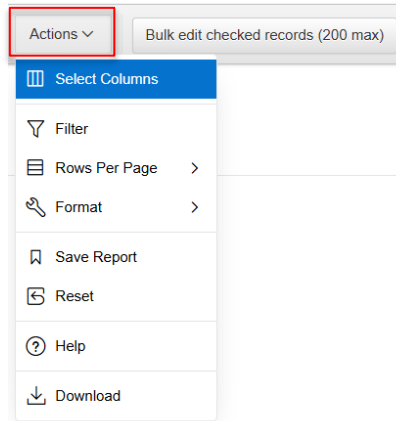 Actions
Bulk edit checked records (200 max)
Select Columns
Filter
Rows Per Page
Format
Save Report
Reset
Help
Download